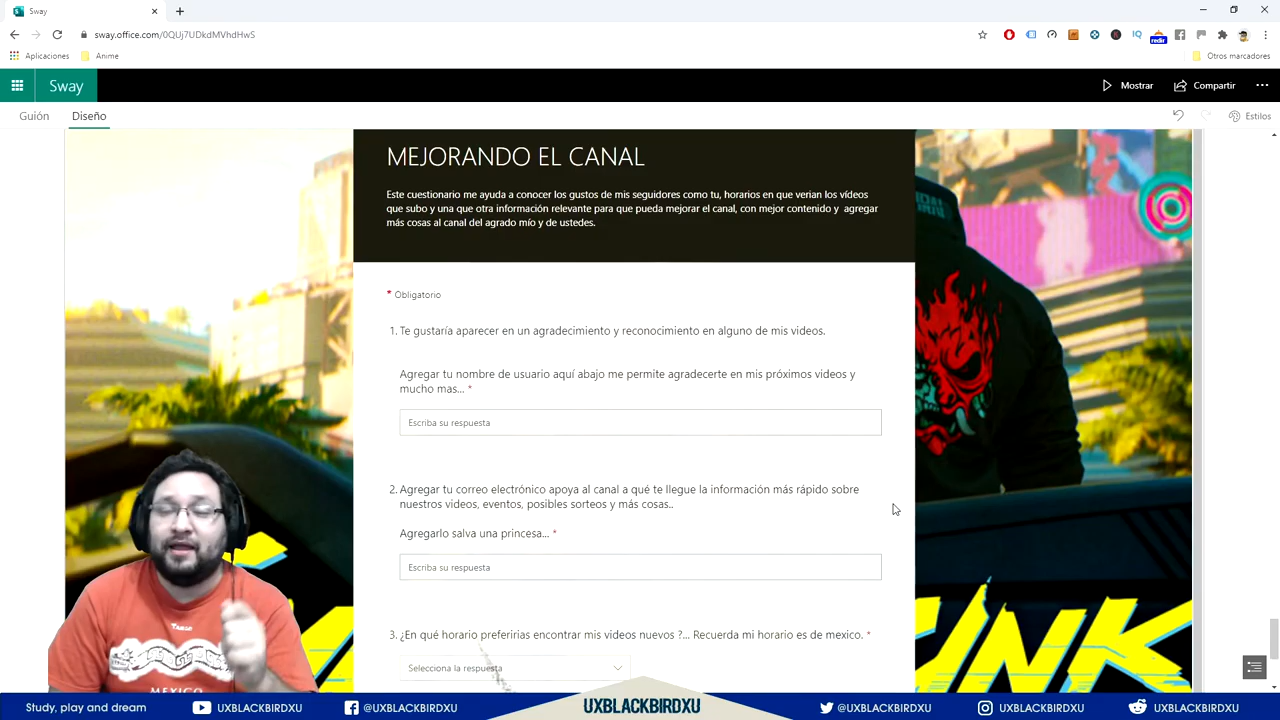 Sway
sway.office.com/0QUj7UDkdMVhdHwS
Aplicaciones
Anime
Otros marcadores
Sway
Mostrar
Compartir
Guión
Diseño
Estilos
MEJORANDO EL CANAL
Este cuestionario me ayuda a conocer los gustos de mis seguidores como tu, horarios en que verian los vídeos
que subo y una que otra información relevante para que pueda mejorar el canal, con mejor contenido y agregar
más cosas al canal del agrado mío y de ustedes.
* Obligatorio
1. Te gustaría aparecer en un agradecimiento y reconocimiento en alguno de mis videos.
Agregar tu nombre de usuario aquí abajo me permite agradecerte en mis próximos videos y
mucho mas... *
Escriba su respuesta
2. Agregar tu correo electrónico apoya al canal a qué te llegue la información más rápido sobre
nuestros videos, eventos, posibles sorteos y más cosas..
Agregarlo salva una princesa... *
Escriba su respuesta
3. ¿En qué horario preferirias encontrar mis videos nuevos ?... Recuerda mi horario es de mexico. *
Selecciona la respuesta
MEXICO
Study, play and dream
UXBLACKBIRDXU
@UXBLACKBIRDXU
UXBLACKBIRDXU
@UXBLACKBIRDXU
UXBLACKBIRDXU
UXBLACKBIRDXU